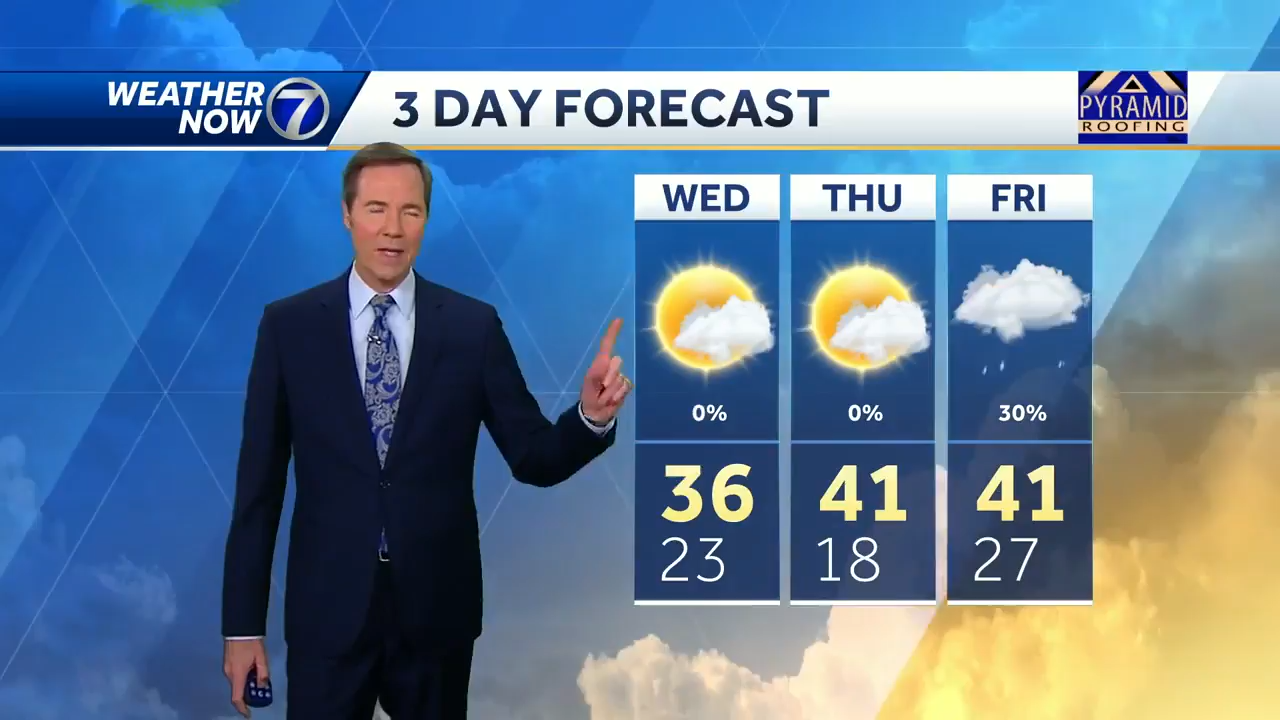 WEATHER
NOW 7
3 DAY FORECAST
PYRAMID
ROOFING
WED THU FRI
0% 0% 30%
36 41 41
23 18 27